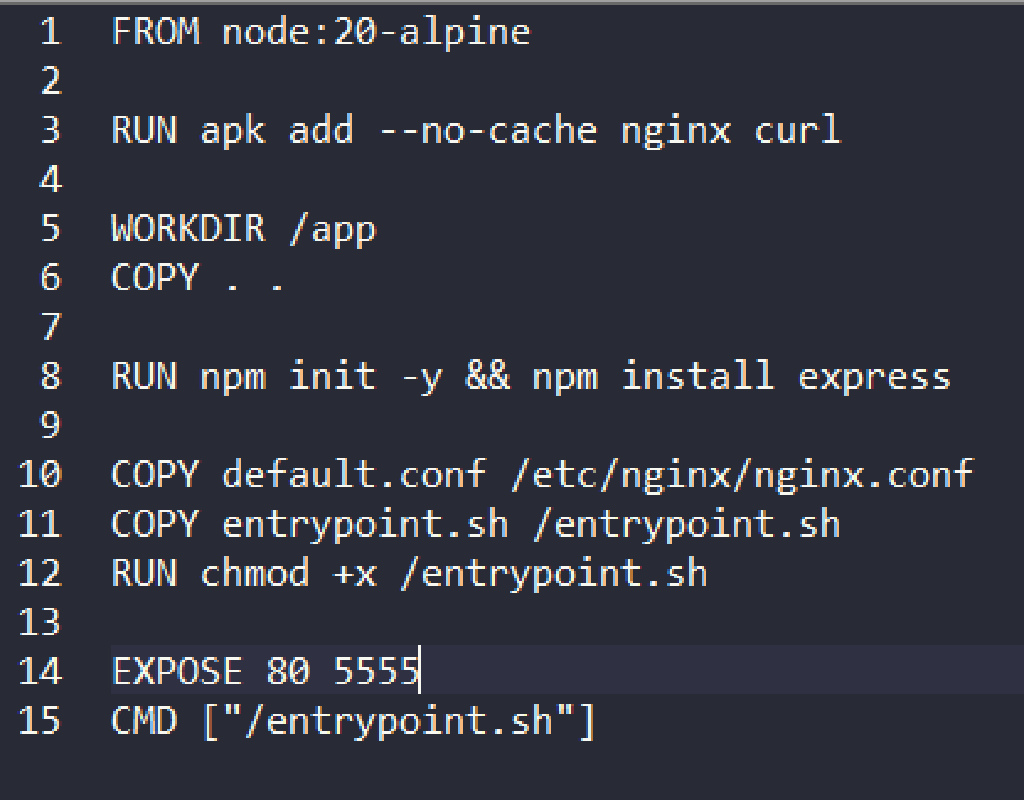 1 FROM node:20-alpine
2
3 RUN apk add --no-cache nginx curl
4
5 WORKDIR /app
6 COPY . .
7
8 RUN npm init -y && npm install express
9
10 COPY default.conf /etc/nginx/nginx.conf
11 COPY entrypoint.sh /entrypoint.sh
12 RUN chmod +x /entrypoint.sh
13
14 EXPOSE 80 5555
15 CMD ["/entrypoint.sh"]